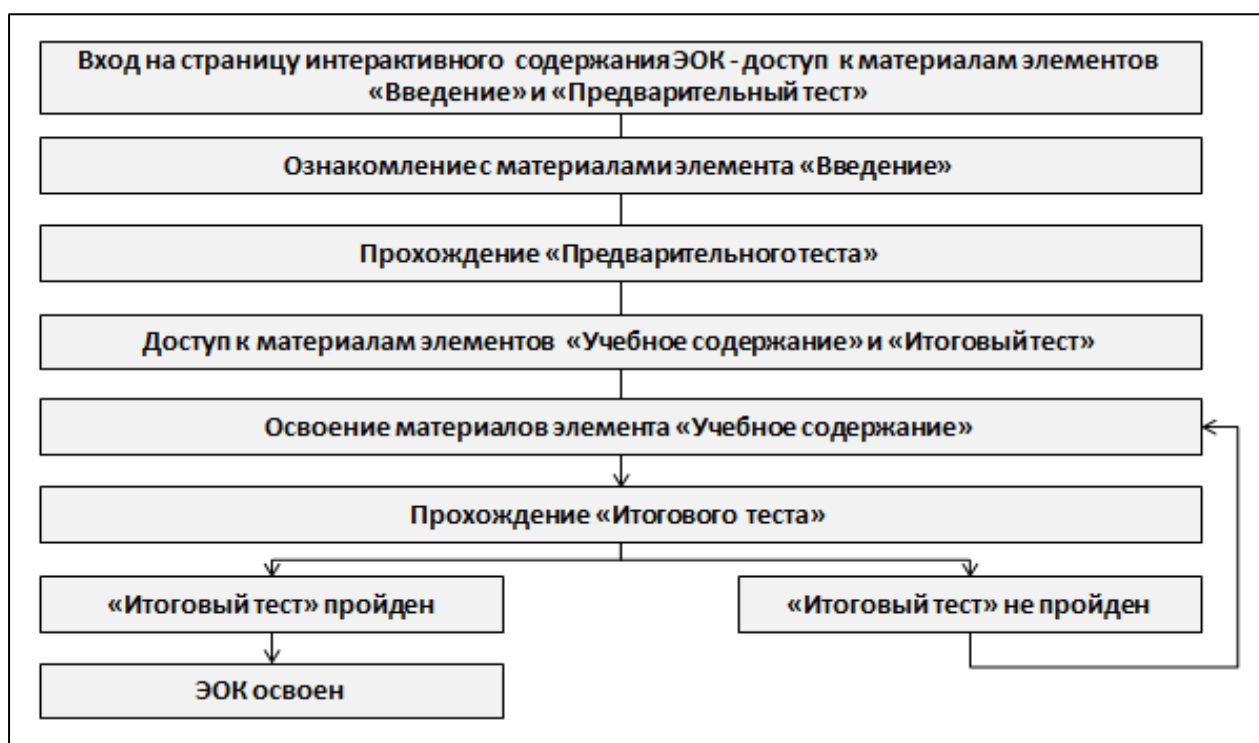 Вход на страницу интерактивного содержания ЭОК - доступ к материалам элементов
«Введение» и «Предварительный тест»
Ознакомление с материалами элемента «Введение»
Прохождение «Предварительного теста»
Доступ к материалам элементов «Учебное содержание» и «Итоговый тест»
Освоение материалов элемента «Учебное содержание»
Прохождение «Итогового теста»
«Итоговый тест» пройден
«Итоговый тест» не пройден
ЭОК освоен